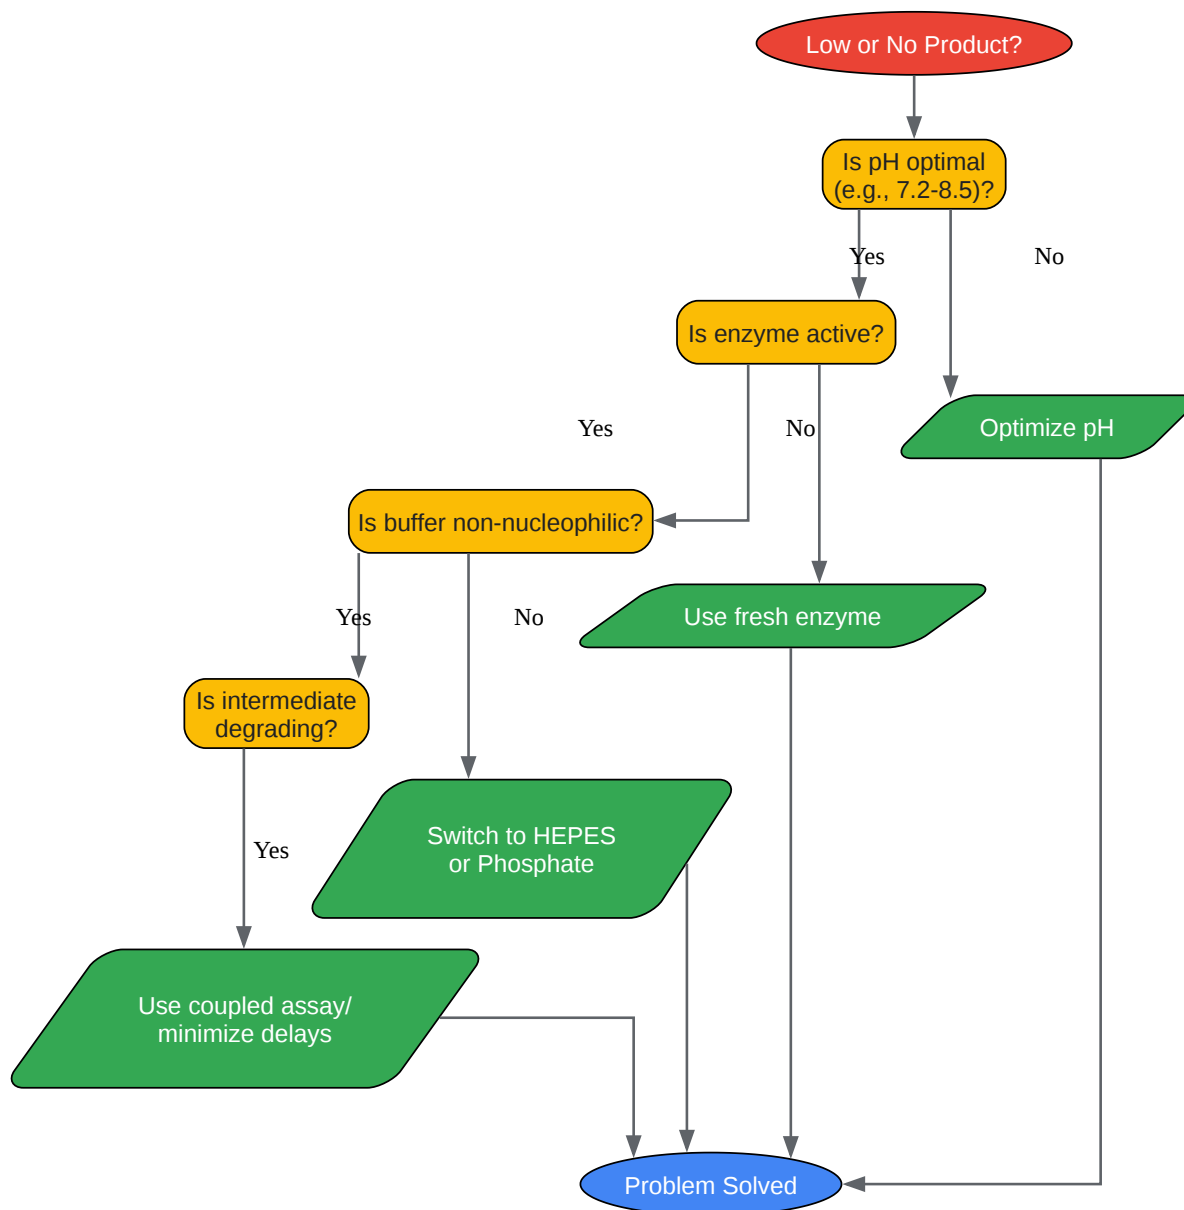 Low or No Product?
Is pH optimal
(e.g., 7.2-8.5)?
Yes
No
Is enzyme active?
Yes
No
Optimize pH
Is buffer non-nucleophilic?
Yes
No
Use fresh enzyme
Is intermediate
degrading?
Yes
Switch to HEPES
or Phosphate
Use coupled assay/
minimize delays
Problem Solved